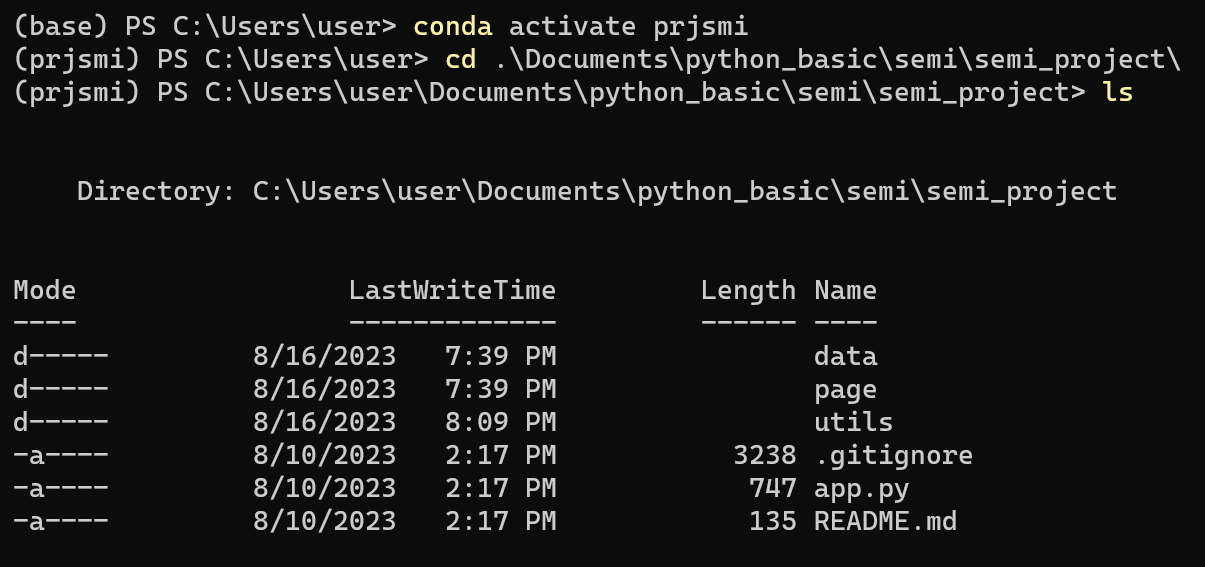 (base) PS C:\Users\user> conda activate prjsmi
(prjsmi) PS C:\Users\user> cd .\Documents\python_basic\semi\semi_project\
(prjsmi) PS C:\Users\user\Documents\python_basic\semi\semi_project> ls
    Directory: C:\Users\user\Documents\python_basic\semi\semi_project
Mode                 LastWriteTime         Length Name
----                 -------------         ------ ----
d-----         8/16/2023   7:39 PM                data
d-----         8/16/2023   7:39 PM                page
d-----         8/16/2023   8:09 PM                utils
-a----         8/10/2023   2:17 PM           3238 .gitignore
-a----         8/10/2023   2:17 PM            747 app.py
-a----         8/10/2023   2:17 PM            135 README.md